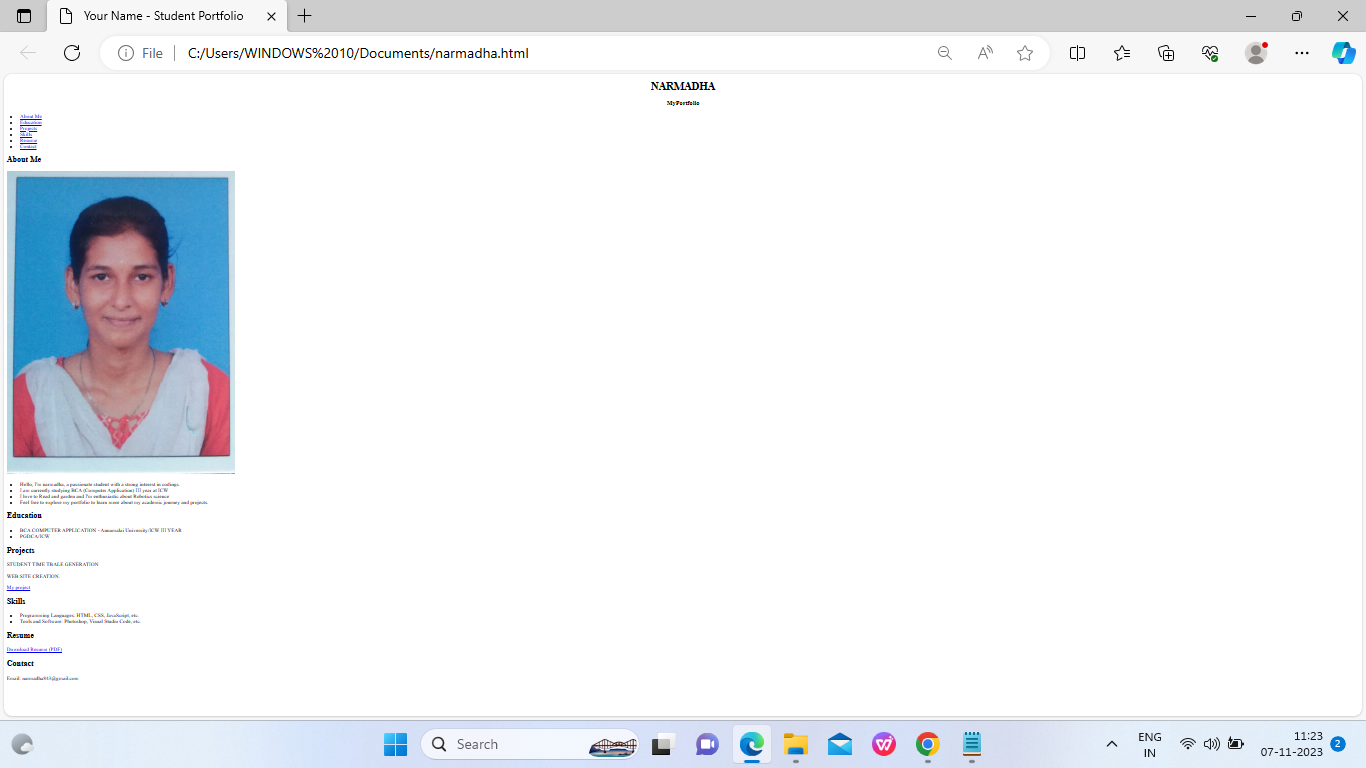 Your Name - Student Portfolio
File
C:/Users/WINDOWS%2010/Documents/narmadha.html
NARMADHA
MyPortfolio
About Me
Education
Projects
Skills
Resume
Contact
About Me
Hello, I'm narmadha, a passionate student with a strong interest in codings.
I am currently studying BCA (Computer Application) III year at ICW
I love to Read and garden and I'm enthusiastic about Robotics science
Feel free to explore my portfolio to learn more about my academic journey and projects.
Education
BCA COMPUTER APPLICATION - Annamalai University/ICW III YEAR
PGDCA/ICW
Projects
STUDENT TIME TBALE GENERATION
WEB SITE CREATION.
My project
Skills
Programming Languages: HTML, CSS, JavaScript, etc.
Tools and Software: Photoshop, Visual Studio Code, etc.
Resume
Download Resume (PDF)
Contact
Email:
Search
ENG
IN
11:23
07-11-2023
2